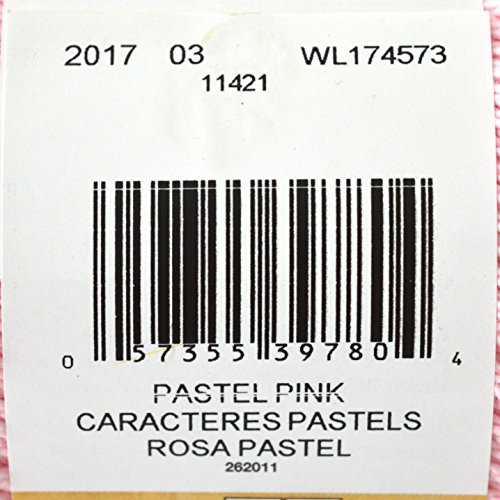 2017 03 WL174573
11421
0 57355 39780 4
PASTEL PINK
CARACTERES PASTELS
ROSA PASTEL
262011